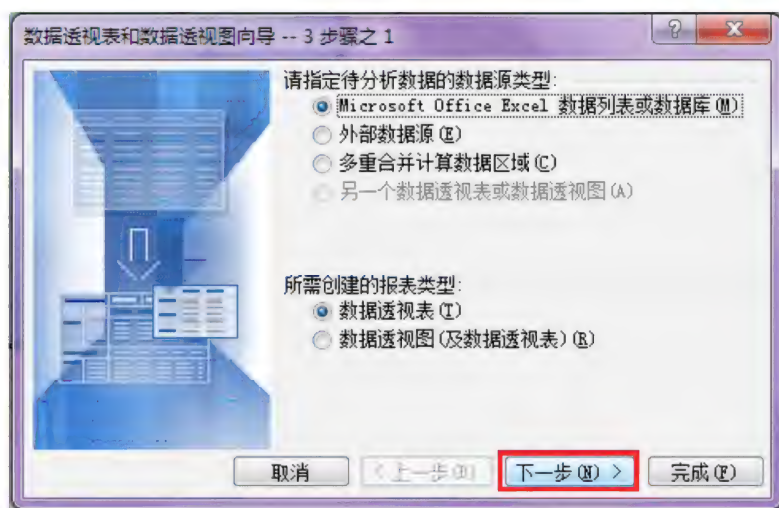 数据透视表和数据透视图向导 -- 3 步骤之 1
请指定待分析数据的数据源类型:
Microsoft Office Excel 数据列表或数据库(M)
外部数据源(E)
多重合并计算数据区域(C)
另一个数据透视表或数据透视图(A)
所需创建的报表类型:
数据透视表(T)
数据透视图(及数据透视表)(R)
取消 < 上一步(B) 下一步(N) > 完成(F)